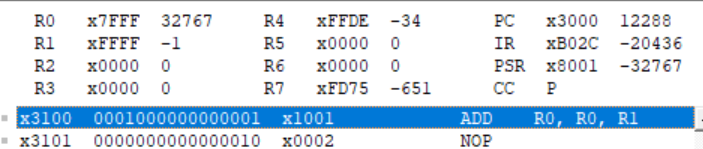 R0 x7FFF 32767 R4 xFFDE -34 PC x3000 12288
R1 xFFFF -1 R5 x0000 0 IR xB02C -20436
R2 x0000 0 R6 x0000 0 PSR x8001 -32767
R3 x0000 0 R7 xFD75 -651 CC P
x3100 0001000000000001 x1001 ADD R0, R0, R1
x3101 0000000000000010 x0002 NOP